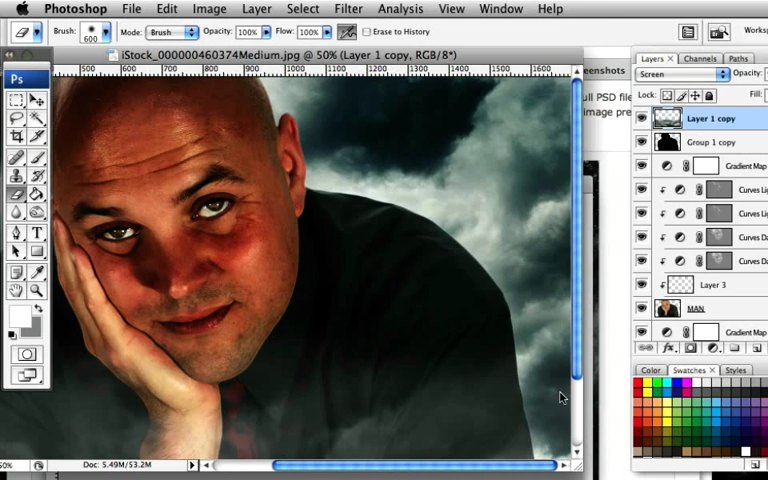 Photoshop File Edit Image Layer Select Filter Analysis View Window Help
Brush: 600 Mode: Brush Opacity: 100% Flow: 100% Erase to History
iStock_000000460374Medium.jpg @ 50% (Layer 1 copy, RGB/8*)
500 600 700 800 900 1000 1100 1200 1300 1400 1500 1600
Ps
T
eenshots
ull PSD file
image pre
Layers x Channels Paths
Screen Opacity:
Lock: Fill:
Layer 1 copy
Group 1 copy
Gradient Map
Curves Lig
Curves Lig
Curves Da
Curves Da
Layer 3
MAN
Gradient Map
fx
Color Swatches x Styles
Doc: 5.49M/53.2M